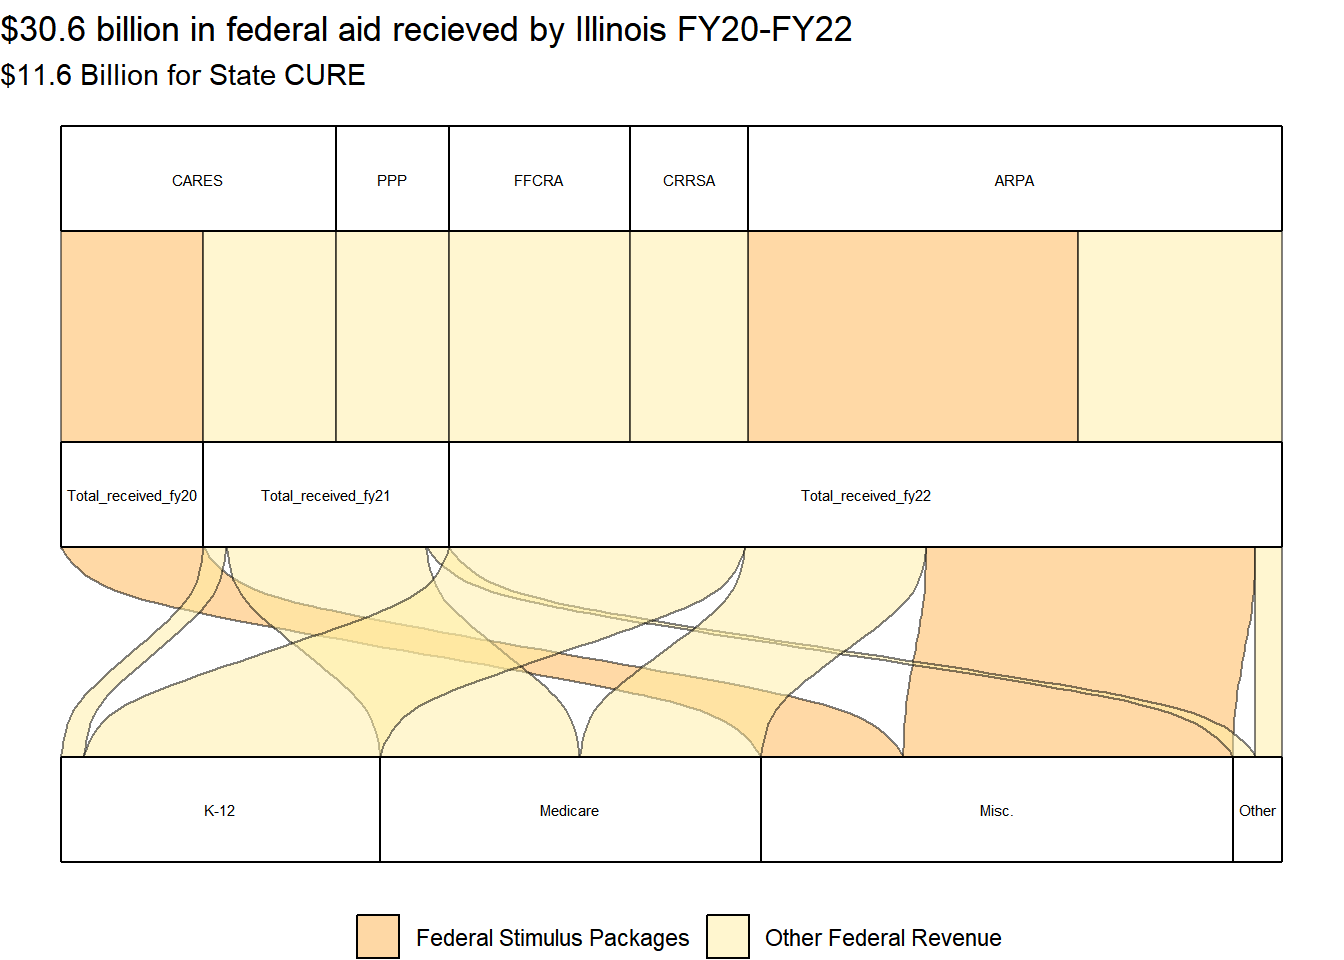 $30.6 billion in federal aid recieved by Illinois FY20-FY22
$11.6 Billion for State CURE
CARES PPP FFCRA CRRSA ARPA
Total_received_fy20 Total_received_fy21 Total_received_fy22
K-12 Medicare Misc. Other
Federal Stimulus Packages Other Federal Revenue